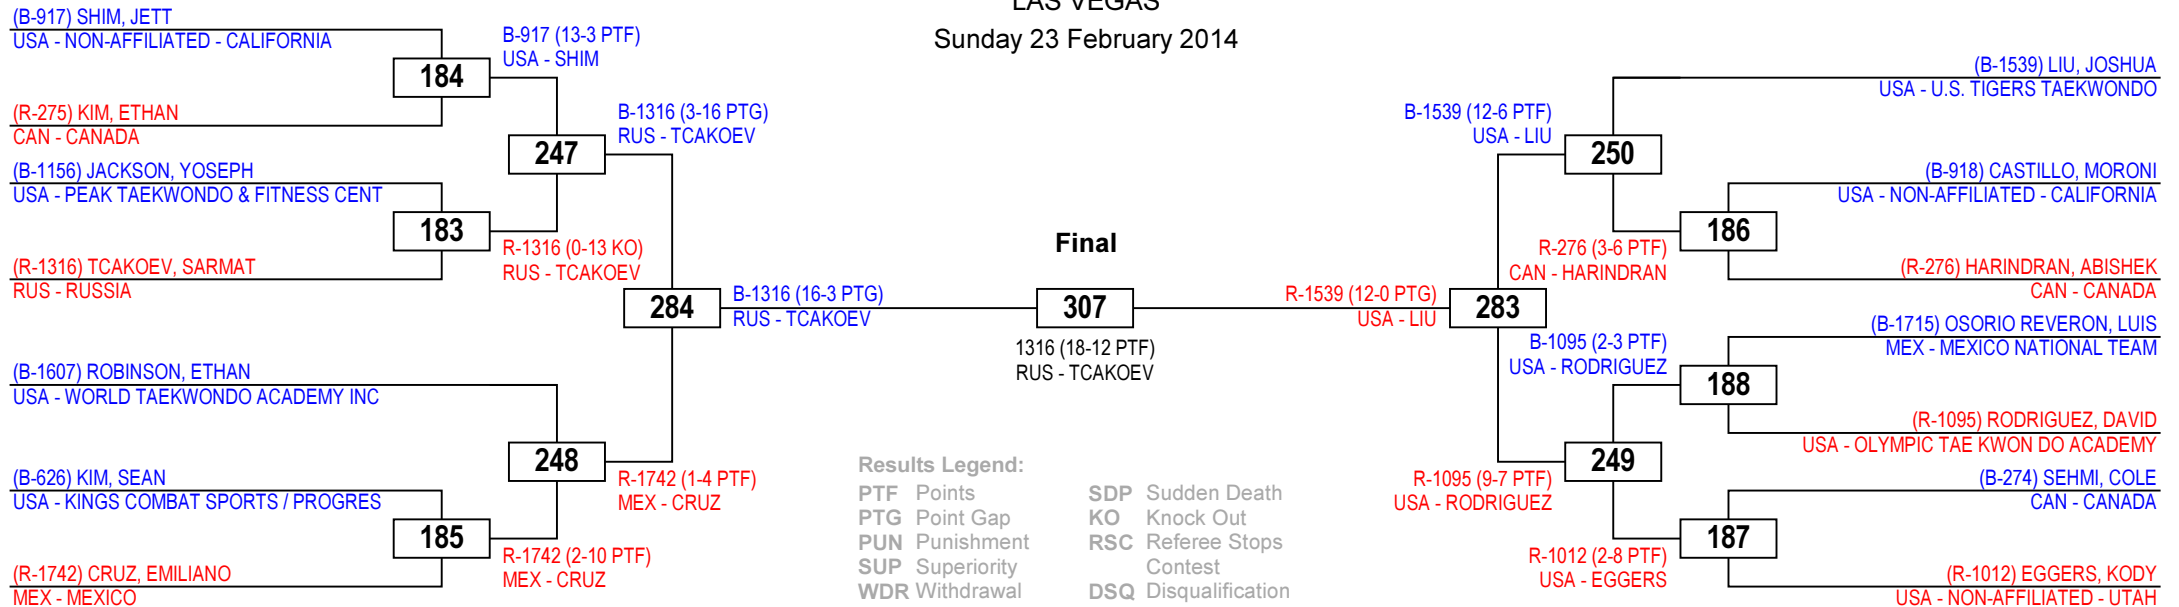 LAS VEGAS
Sunday 23 February 2014
(B-917) SHIM, JETT
USA - NON-AFFILIATED - CALIFORNIA
184
(R-275) KIM, ETHAN
CAN - CANADA
(B-1156) JACKSON, YOSEPH
USA - PEAK TAEKWONDO & FITNESS CENT
183
(R-1316) TCAKOEV, SARMAT
RUS - RUSSIA
(B-1607) ROBINSON, ETHAN
USA - WORLD TAEKWONDO ACADEMY INC
(B-626) KIM, SEAN
USA - KINGS COMBAT SPORTS / PROGRES
185
(R-1742) CRUZ, EMILIANO
MEX - MEXICO
B-917 (13-3 PTF)
USA - SHIM
247
R-1316 (0-13 KO)
RUS - TCAKOEV
248
R-1742 (2-10 PTF)
MEX - CRUZ
B-1316 (3-16 PTG)
RUS - TCAKOEV
284
R-1742 (1-4 PTF)
MEX - CRUZ
B-1316 (16-3 PTG)
RUS - TCAKOEV
Final
307
1316 (18-12 PTF)
RUS - TCAKOEV
R-1539 (12-0 PTG)
USA - LIU
283
B-1539 (12-6 PTF)
USA - LIU
250
R-276 (3-6 PTF)
CAN - HARINDRAN
B-1095 (2-3 PTF)
USA - RODRIGUEZ
R-1095 (9-7 PTF)
USA - RODRIGUEZ
249
R-1012 (2-8 PTF)
USA - EGGERS
(B-1539) LIU, JOSHUA
USA - U.S. TIGERS TAEKWONDO
(B-918) CASTILLO, MORONI
USA - NON-AFFILIATED - CALIFORNIA
186
(R-276) HARINDRAN, ABISHEK
CAN - CANADA
(B-1715) OSORIO REVERON, LUIS
MEX - MEXICO NATIONAL TEAM
188
(R-1095) RODRIGUEZ, DAVID
USA - OLYMPIC TAE KWON DO ACADEMY
(B-274) SEHMI, COLE
CAN - CANADA
187
(R-1012) EGGERS, KODY
USA - NON-AFFILIATED - UTAH
Results Legend:
PTF Points SDP Sudden Death
PTG Point Gap KO Knock Out
PUN Punishment RSC Referee Stops
SUP Superiority Contest
WDR Withdrawal DSQ Disqualification